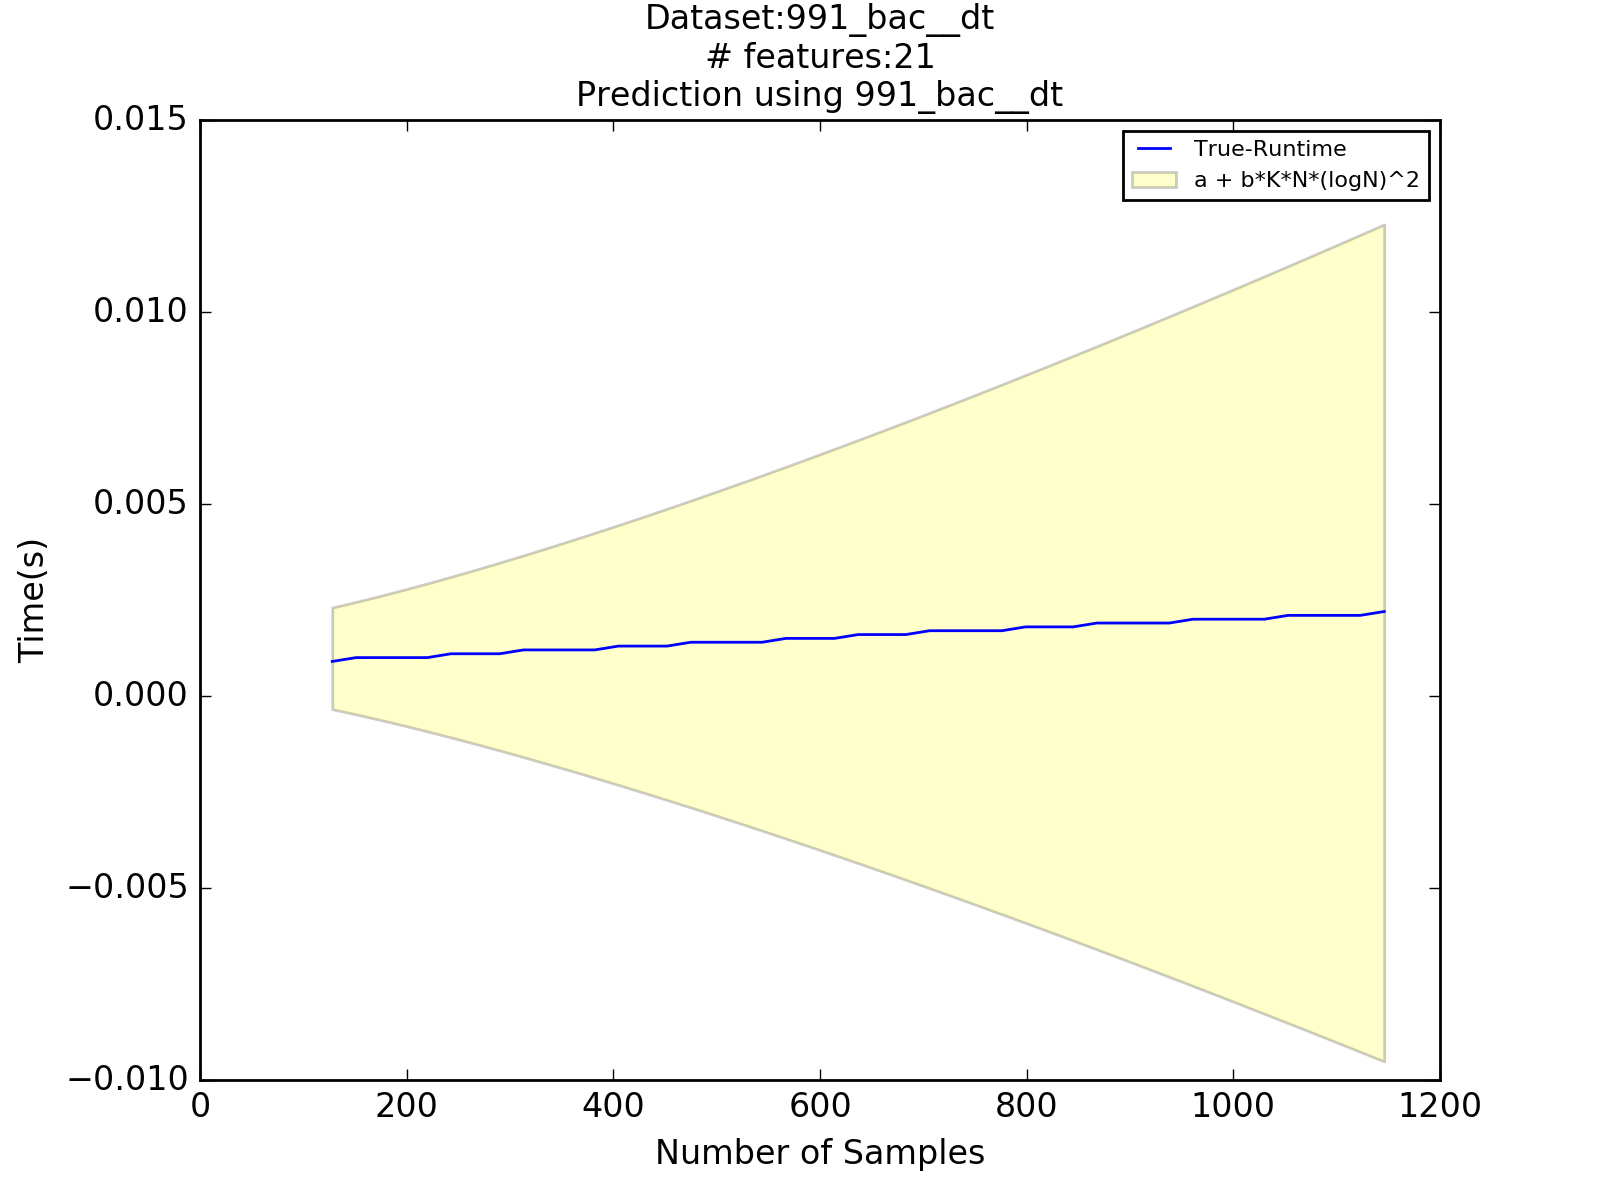 Dataset:991_bac__dt
# features:21
Prediction using 991_bac__dt
0.015
0.010
0.005
0.000
−0.005
−0.010
Time(s)
True-Runtime
a + b*K*N*(logN)^2
0 200 400 600 800 1000 1200
Number of Samples